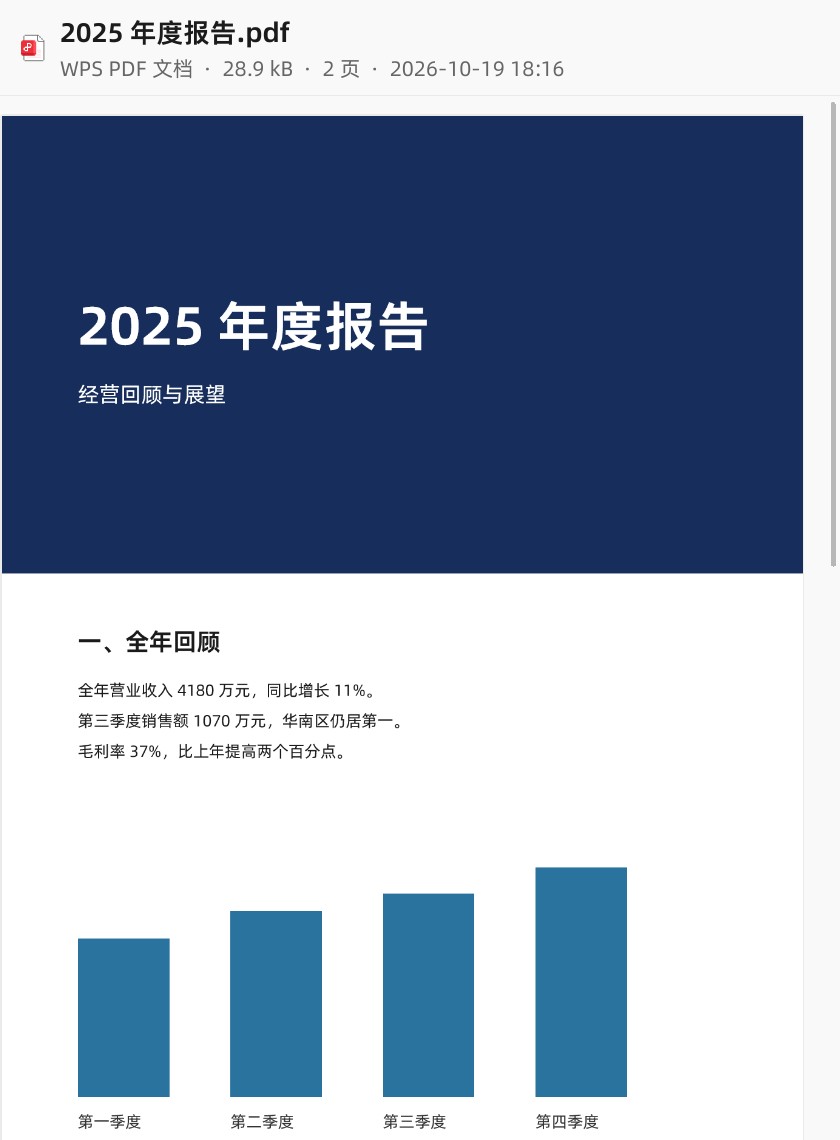 2025 年度报告.pdf
WPS PDF 文档 · 28.9 kB · 2 页 · 2026-10-19 18:16
2025 年度报告
经营回顾与展望
一、全年回顾
全年营业收入 4180 万元，同比增长 11%。
第三季度销售额 1070 万元，华南区仍居第一。
毛利率 37%，比上年提高两个百分点。
第一季度 第二季度 第三季度 第四季度